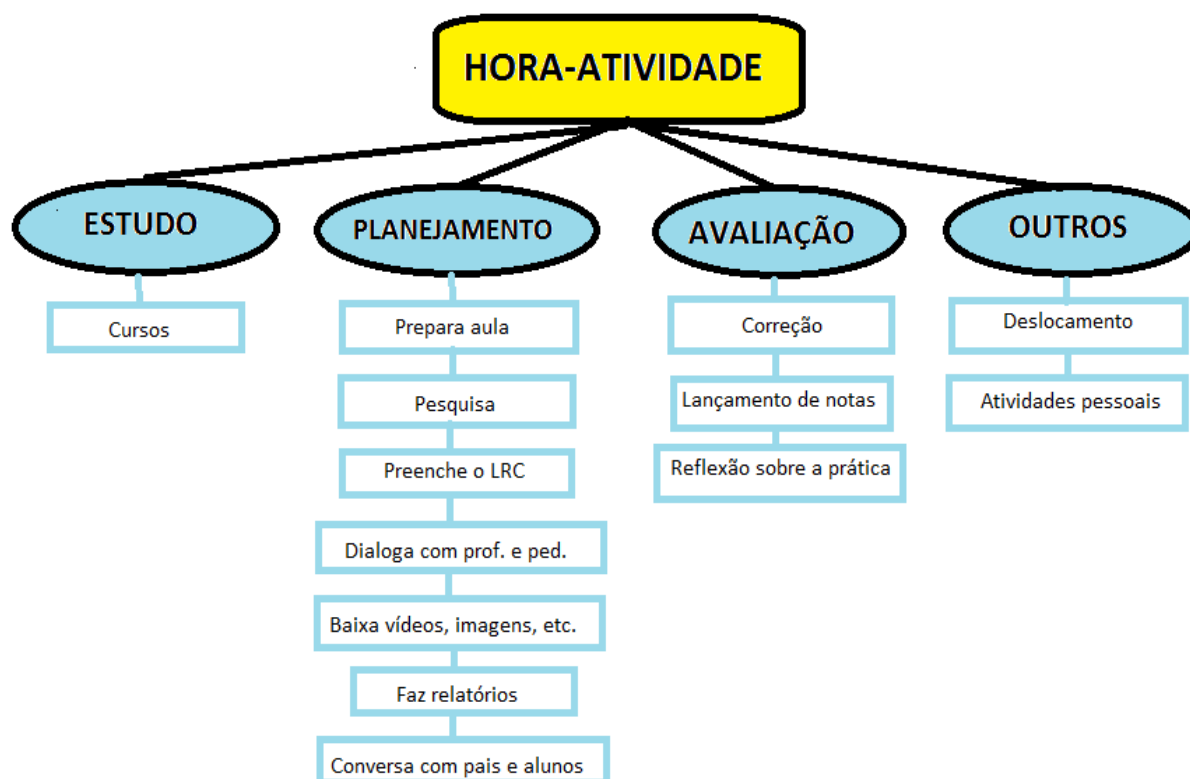 HORA-ATIVIDADE
ESTUDO
Cursos
PLANEJAMENTO
Prepara aula
Pesquisa
Preenche o LRC
Dialoga com prof. e ped.
Baixa vídeos, imagens, etc.
Faz relatórios
Conversa com pais e alunos
AVALIAÇÃO
Correção
Lançamento de notas
Reflexão sobre a prática
OUTROS
Deslocamento
Atividades pessoais